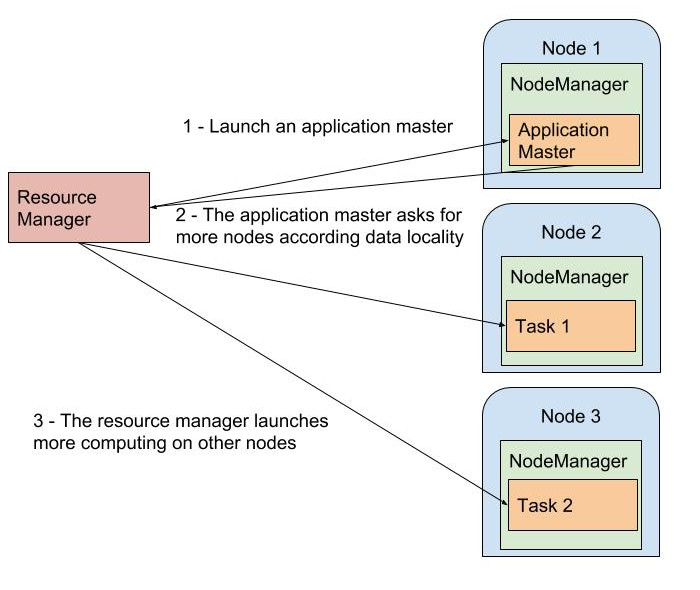 Node 1
NodeManager
1 - Launch an application master
Application
Master
Resource
Manager
2 - The application master asks for
more nodes according data locality
Node 2
NodeManager
Task 1
3 - The resource manager launches
more computing on other nodes
Node 3
NodeManager
Task 2